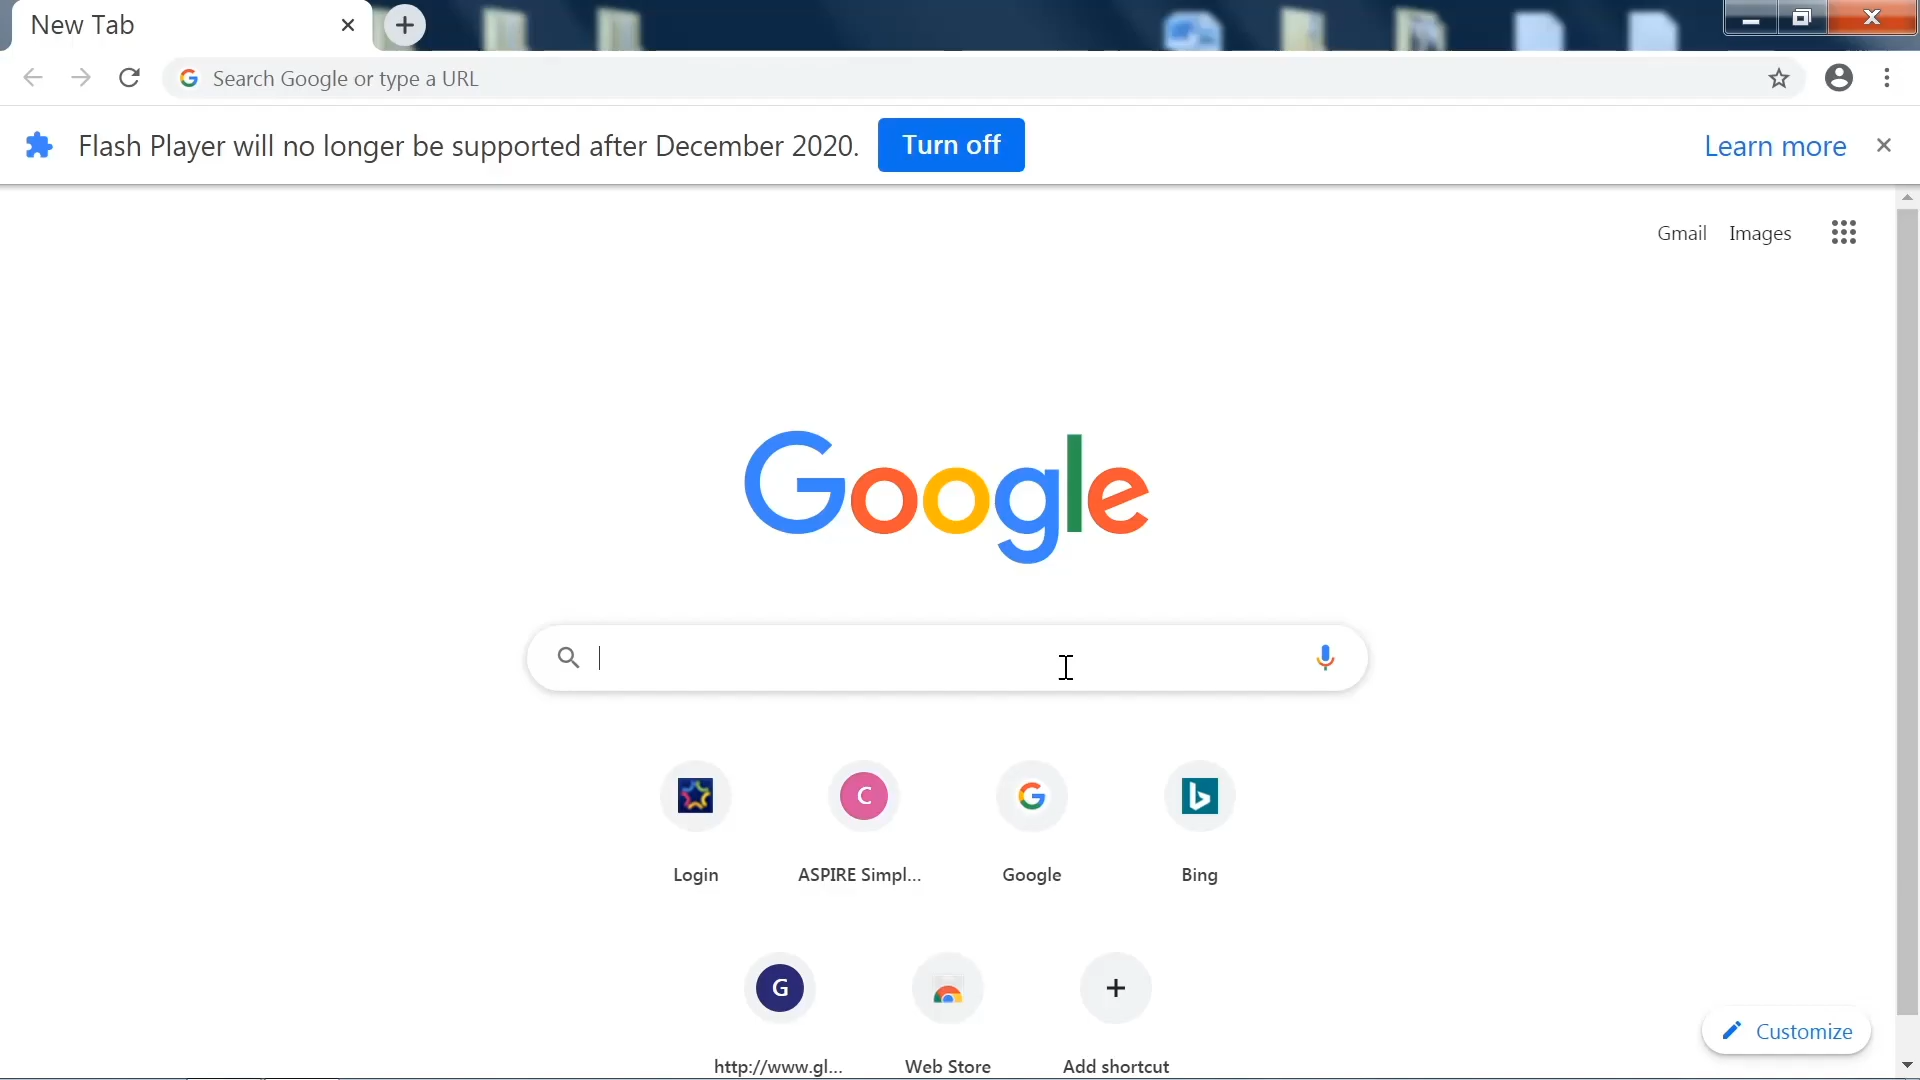 New Tab
Search Google or type a URL
Flash Player will no longer be supported after December 2020.
Turn off
Learn more
Gmail
Images
Google
Login
C
ASPIRE Simpl...
Google
Bing
G
http://www.gl...
Web Store
Add shortcut
Customize